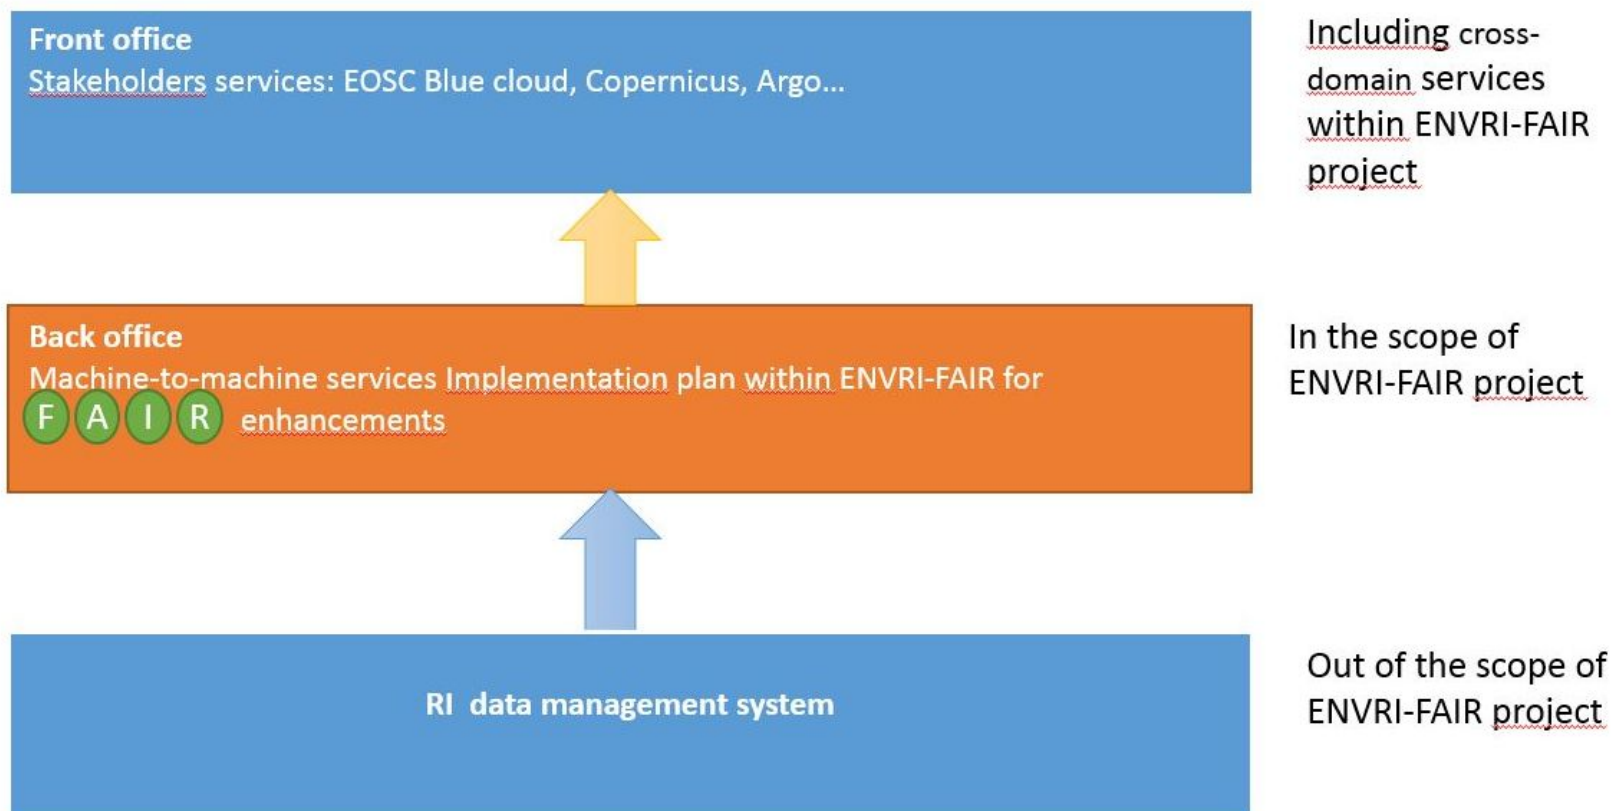 Front office
Stakeholders services: EOSC Blue cloud, Copernicus, Argo...
Including cross-
domain services
within ENVRI-FAIR
project
Back office
Machine-to-machine services Implementation plan within ENVRI-FAIR for
F A I R enhancements
In the scope of
ENVRI-FAIR project
RI data management system
Out of the scope of
ENVRI-FAIR project